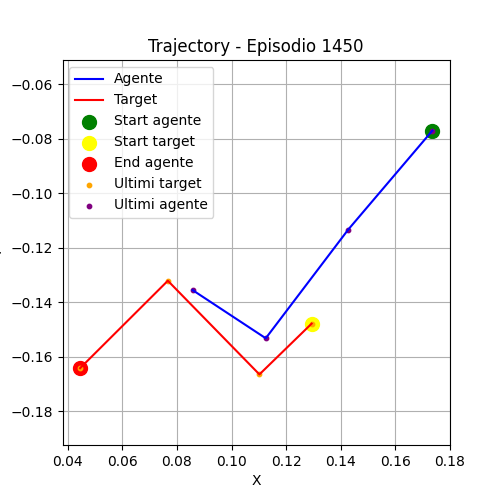 Trajectory - Episodio 1450
Agente
Target
Start agente
Start target
End agente
Ultimi target
Ultimi agente
−0.06
−0.08
−0.10
−0.12
−0.14
−0.16
−0.18
0.04 0.06 0.08 0.10 0.12 0.14 0.16 0.18
X